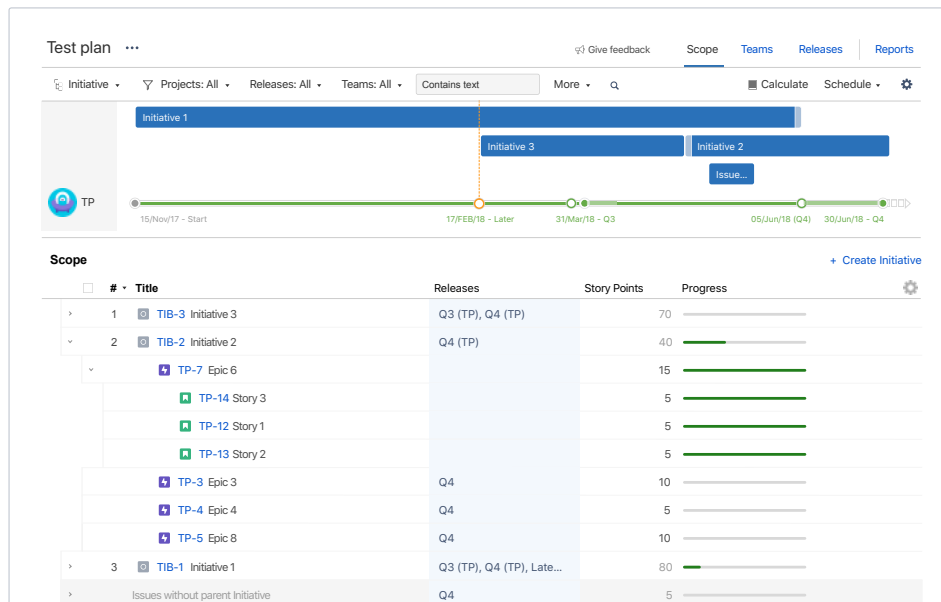 Test plan ...
Give feedback Scope Teams Releases Reports
Initiative Projects: All Releases: All Teams: All Contains text More Calculate Schedule
Initiative 1
Initiative 3 Initiative 2
Issue...
TP
15/Nov/17 - Start 17/FEB/18 - Later 31/Mar/18 - Q3 05/Jun/18 (Q4) 30/Jun/18 - Q4
Scope + Create Initiative
# Title Releases Story Points Progress
1 TIB-3 Initiative 3 Q3 (TP), Q4 (TP) 70
2 TIB-2 Initiative 2 Q4 (TP) 40
TP-7 Epic 6 15
TP-14 Story 3 5
TP-12 Story 1 5
TP-13 Story 2 5
TP-3 Epic 3 Q4 10
TP-4 Epic 4 Q4 5
TP-5 Epic 8 Q4 10
3 TIB-1 Initiative 1 Q3 (TP), Q4 (TP), Late... 80
Issues without parent Initiative Q4 5